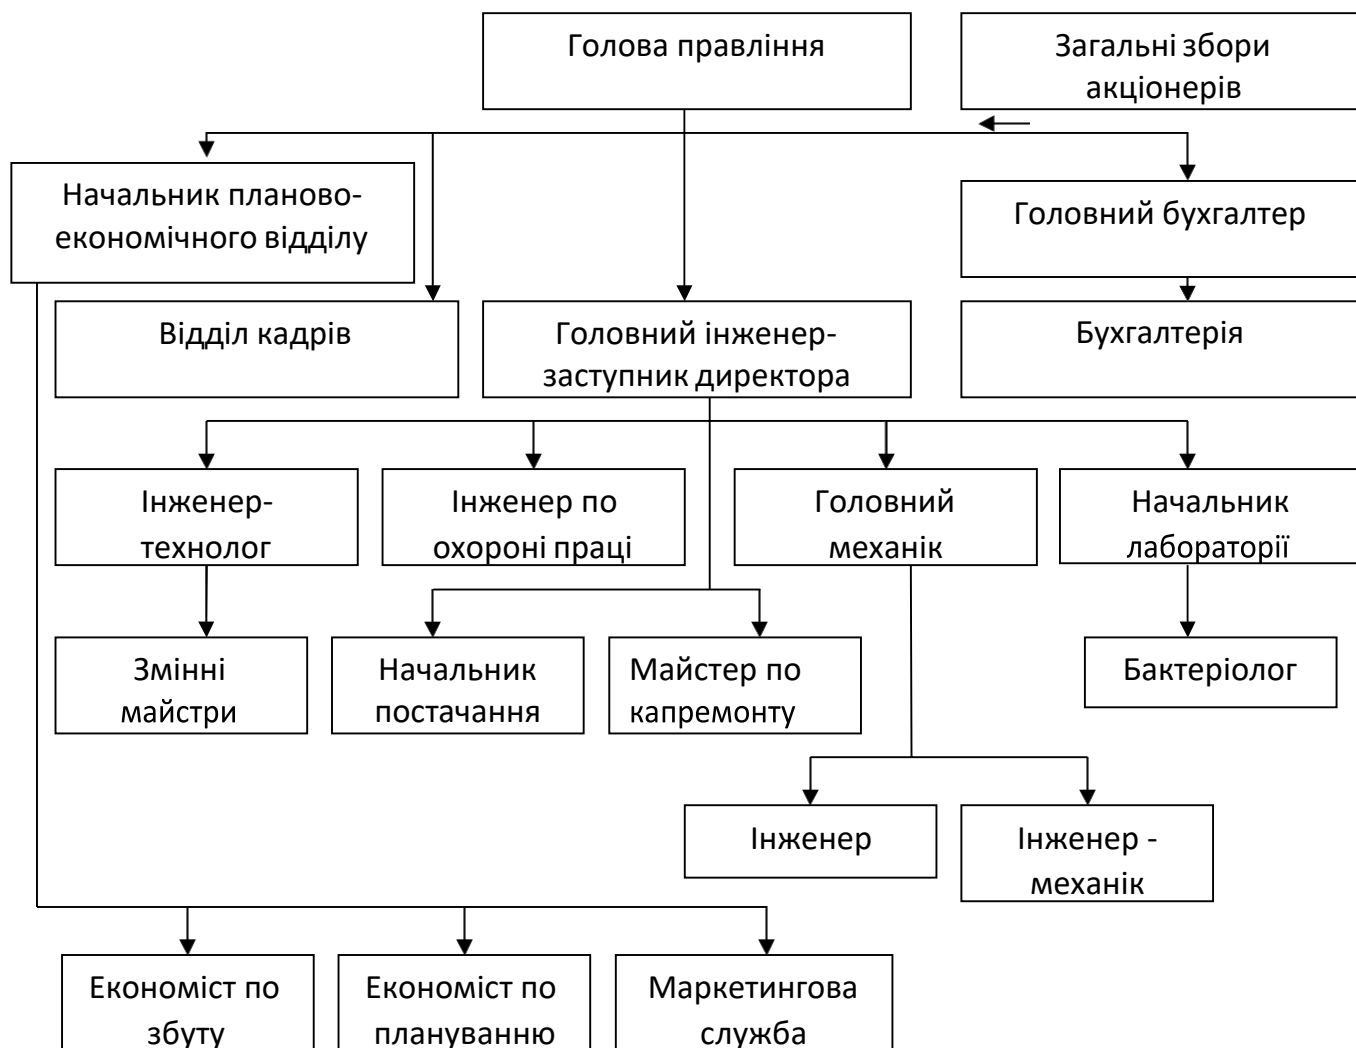 Голова правління
Загальні збори
акціонерів
Начальник планово-
економічного відділу
Головний бухгалтер
Відділ кадрів
Головний інженер-
заступник директора
Бухгалтерія
Інженер-
технолог
Інженер по
охороні праці
Головний
механік
Начальник
лабораторії
Змінні
майстри
Начальник
постачання
Майстер по
капремонту
Бактеріолог
Інженер
Інженер -
механік
Економіст по
збуту
Економіст по
плануванню
Маркетингова
служба